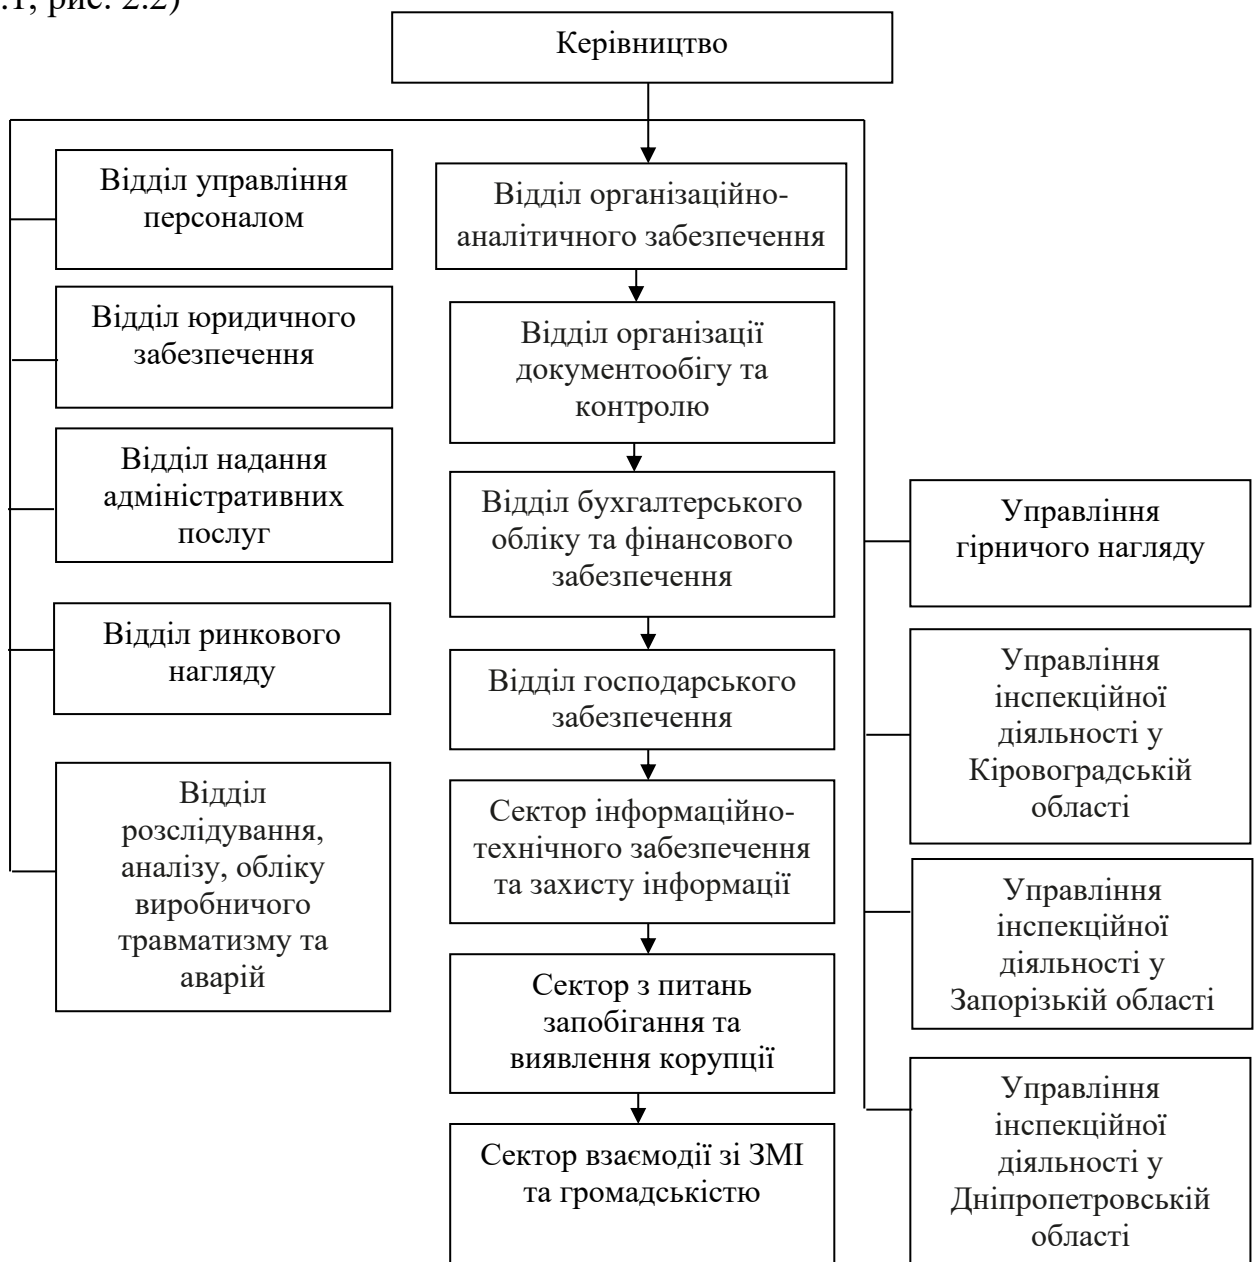 .1, рис. 2.2)
Керівництво
Відділ управління
персоналом
Відділ юридичного
забезпечення
Відділ надання
адміністративних
послуг
Відділ ринкового
нагляду
Відділ
розслідування,
аналізу, обліку
виробничого
травматизму та
аварій
Відділ організаційно-
аналітичного забезпечення
Відділ організації
документообігу та
контролю
Відділ бухгалтерського
обліку та фінансового
забезпечення
Відділ господарського
забезпечення
Сектор інформаційно-
технічного забезпечення
та захисту інформації
Сектор з питань
запобігання та
виявлення корупції
Сектор взаємодії зі ЗМІ
та громадськістю
Управління
гірничого нагляду
Управління
інспекційної
діяльності у
Кіровоградській
області
Управління
інспекційної
діяльності у
Запорізькій області
Управління
інспекційної
діяльності у
Дніпропетровській
області